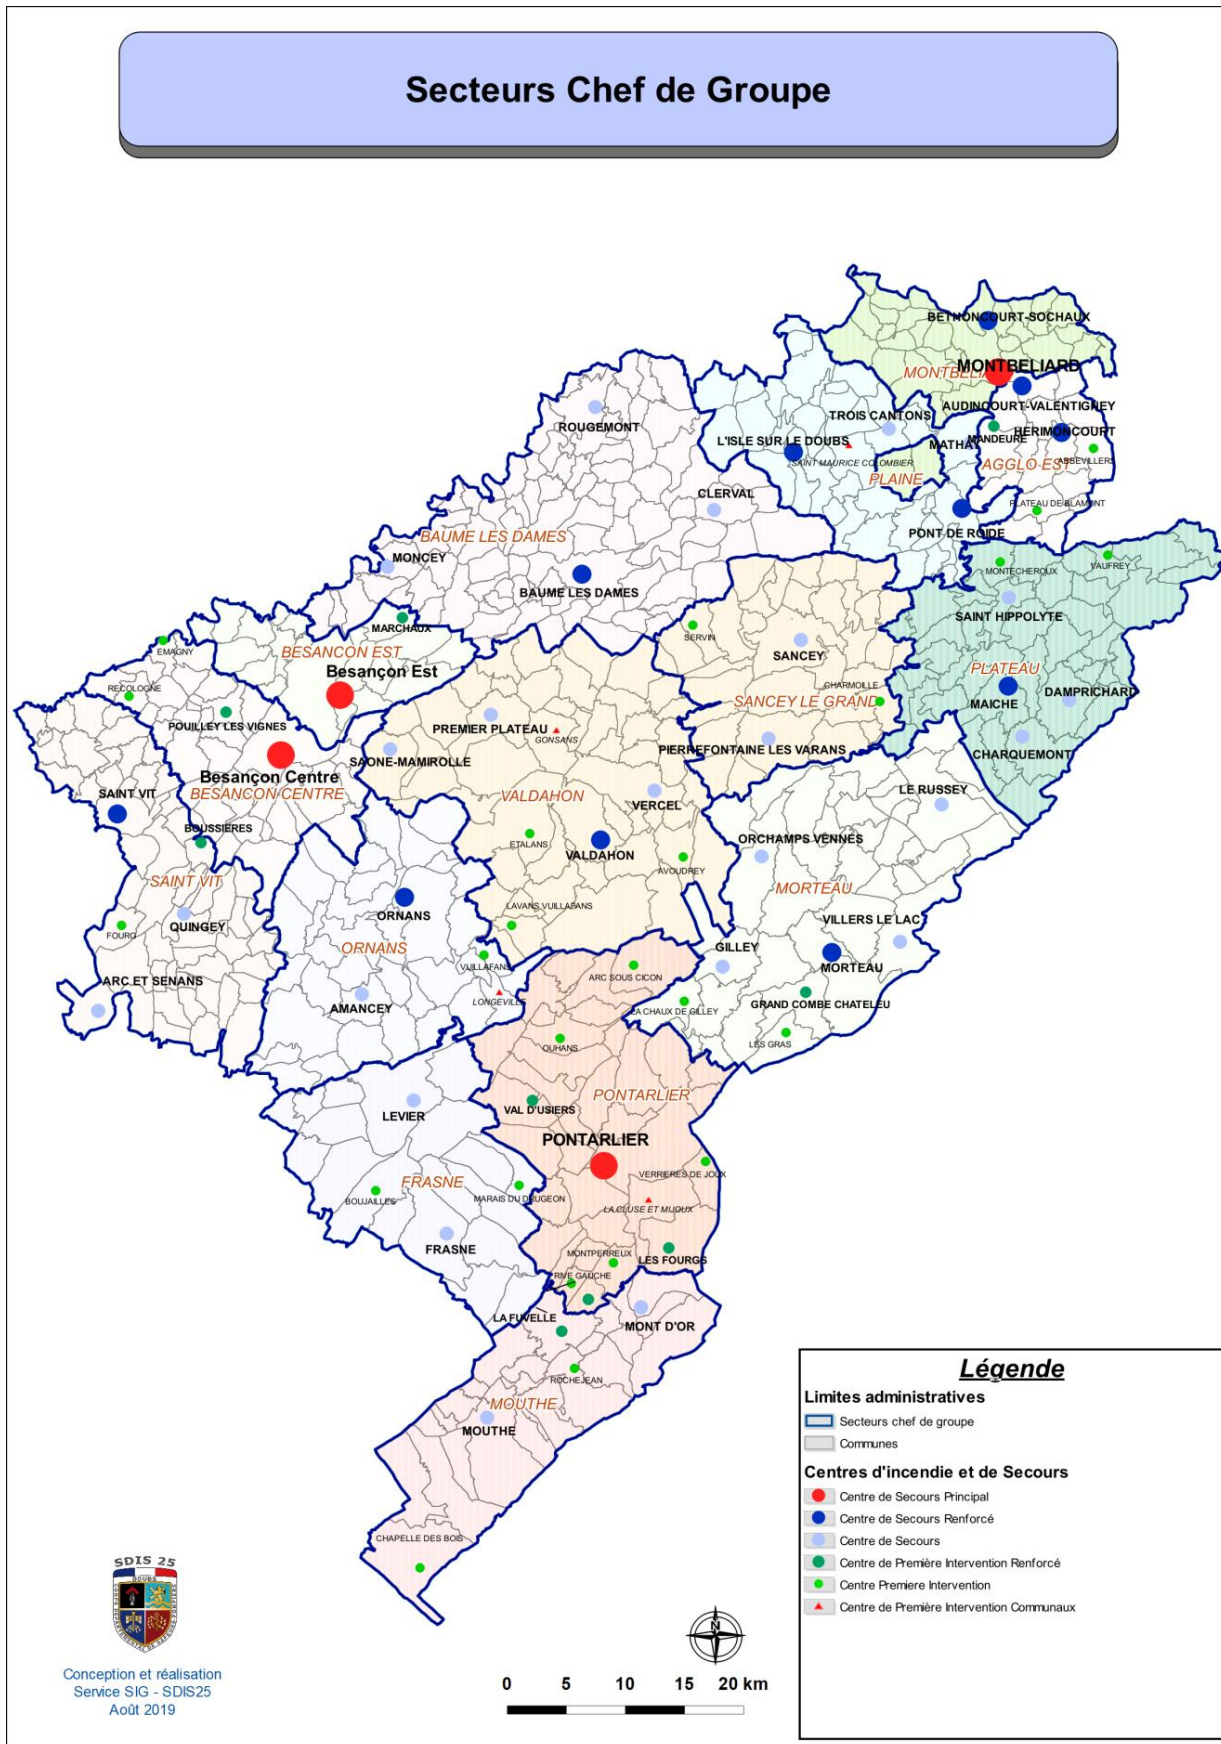 Secteurs Chef de Groupe
BETHONCOURT-SOCHAUX
MONTBELIARD
AUDINCOURT-VALENTIGNEY
TROIS CANTONS
ROUGEMONT
MANDEURE
HERIMONCOURT
L'ISLE SUR LE DOUBS
MATHAY
SAINT MAURICE COLOMBIER
AGGLO EST
ABBEVILLERS
PLAINE
CLERVAL
PLATEAU DE BLAMONT
PONT DE ROIDE
BAUME LES DAMES
MONCEY
BAUME LES DAMES
MONTECHEROUX
VAUFREY
SAINT HIPPOLYTE
MARCHAUX
SERVIN
EMAGNY
BESANCON EST
SANCEY
Besançon Est
PLATEAU
RECOLOGNE
CHARMOILLE
DAMPRICHARD
SANCEY LE GRAND
MAICHE
POUILLEY LES VIGNES
PREMIER PLATEAU
GONSANS
PIERREFONTAINE LES VARANS
CHARQUEMONT
SAONE-MAMIROLLE
Besançon Centre
BESANCON CENTRE
SAINT VIT
VALDAHON
VERCEL
LE RUSSEY
BOUSSIERES
ETALANS
ORCHAMPS VENNES
VALDAHON
AVOUDREY
SAINT VIT
MORTEAU
LAVANS VUILLAFANS
ORNANS
QUINGEY
FOURG
VILLERS LE LAC
ORNANS
GILLEY
VUILLAFANS
MORTEAU
ARC SOUS CICON
ARC ET SENANS
LONGEVILLE
AMANCEY
GRAND COMBE CHATELEU
LA CHAUX DE GILLEY
LES GRAS
OUHANS
PONTARLIER
LEVIER
VAL D'USIERS
PONTARLIER
VERRIERES DE JOUX
FRASNE
BOUJAILLES
MARAIS DU DRUGEON
LA CLUSE ET MIJOUX
FRASNE
MONTPERREUX
LES FOURGS
RIVE GAUCHE
LA FUVELLE
MONT D'OR
ROCHEJEAN
MOUTHE
MOUTHE
CHAPELLE DES BOIS
Légende
Limites administratives
Secteurs chef de groupe
Communes
Centres d'incendie et de Secours
Centre de Secours Principal
Centre de Secours Renforcé
Centre de Secours
Centre de Première Intervention Renforcé
Centre Premiere Intervention
Centre de Première Intervention Communaux
SDIS 25
DOUBS
Conception et réalisation
Service SIG - SDIS25
Août 2019
N
0 5 10 15 20 km